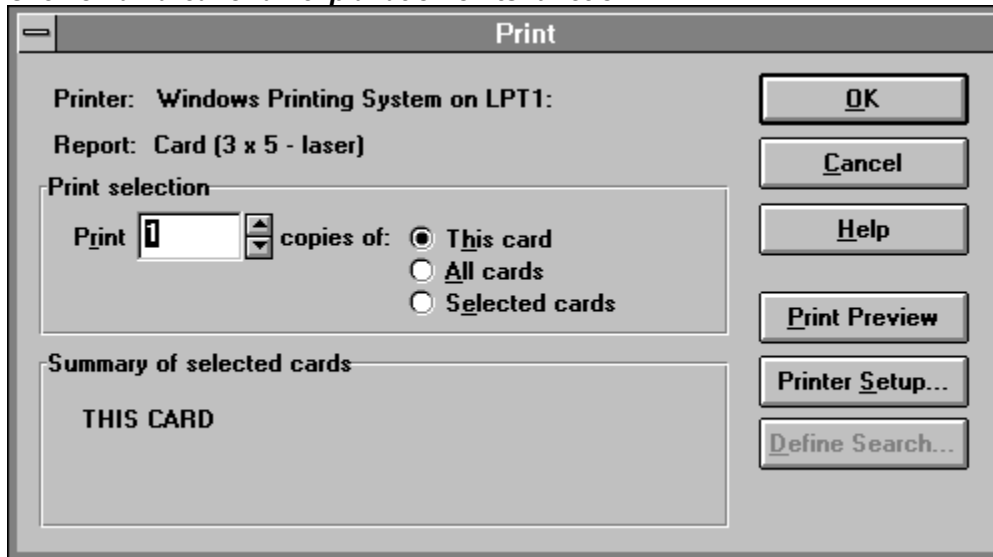 Print
Printer: Windows Printing System on LPT1:
Report: Card (3 x 5 - laser)
Print selection
Print 1 copies of:
This card
All cards
Selected cards
Summary of selected cards
THIS CARD
OK
Cancel
Help
Print Preview
Printer Setup...
Define Search...